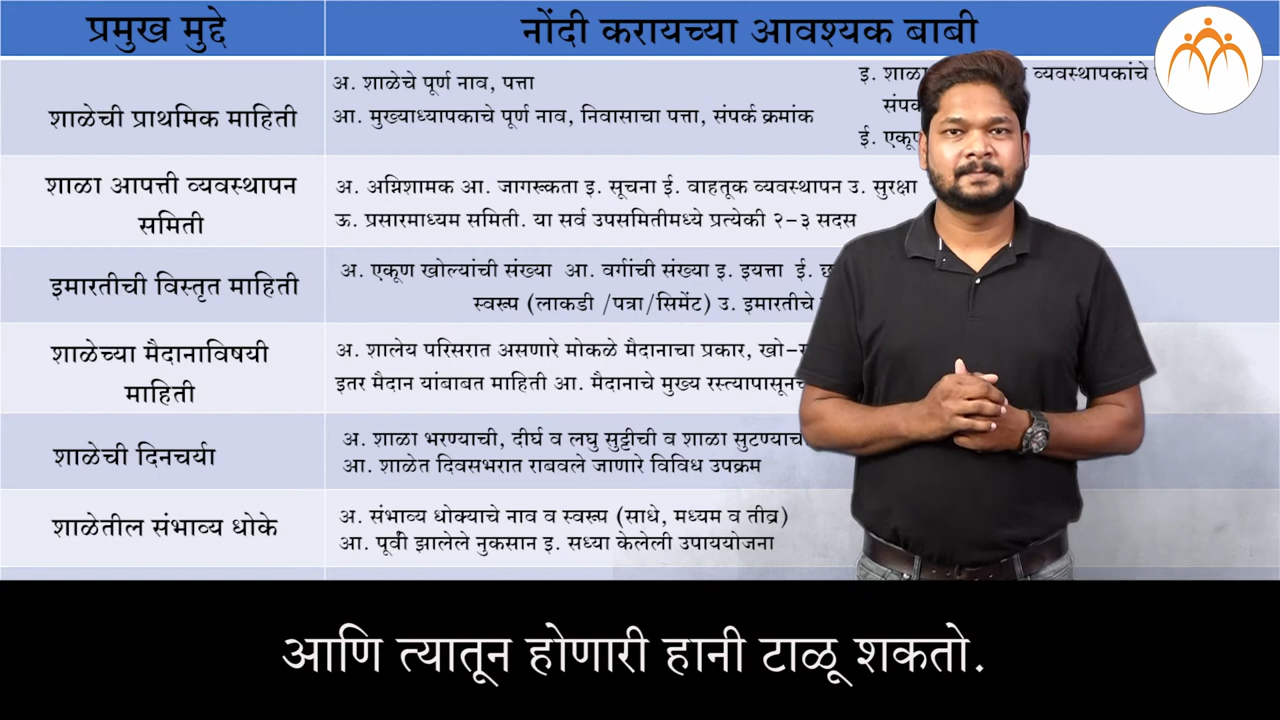 प्रमुख मुद्दे
नोंदी करायच्या आवश्यक बाबी
शाळेची प्राथमिक माहिती
अ. शाळेचे पूर्ण नाव, पत्ता
आ. मुख्याध्यापकाचे पूर्ण नाव, निवासाचा पत्ता, संपर्क क्रमांक
इ. शाळा
व्यवस्थापकांचे
ई.
शाळा आपत्ती व्यवस्थापन
समिती
अ. अग्निशामक आ. जागरूकता इ. सूचना ई. वाहतूक व्यवस्थापन उ. सुरक्षा
ऊ. प्रसारमाध्यम समिती. या सर्व उपसमितीमध्ये प्रत्येकी २-३ सदस
इमारतीची विस्तृत माहिती
अ. एकूण खोल्यांची संख्या आ. वर्गांची संख्या इ. इयत्ता ई.
स्वरूप (लाकडी /पत्रा/सिमेंट) उ. इमारतीचे
शाळेच्या मैदानाविषयी
माहिती
अ. शालेय परिसरात असणारे मोकळे मैदानाचा प्रकार,
इतर मैदान यांबाबत माहिती आ. मैदानाचे मुख्य
शाळेची दिनचर्या
अ. शाळा भरण्याची, दीर्घ व लघु सुट्टीची व शाळा
आ. शाळेत दिवसभरात राबवले जाणारे विविध उपक्रम
शाळेतील संभाव्य धोके
अ. संभाव्य धोक्याचे नाव व स्वरूप (साधे, मध्यम व तीव्र)
आ. पूर्वी झालेले नुकसान इ. सध्या केलेली उपाययोजना
आणि त्यातून होणारी हानी टाळू शकतो.